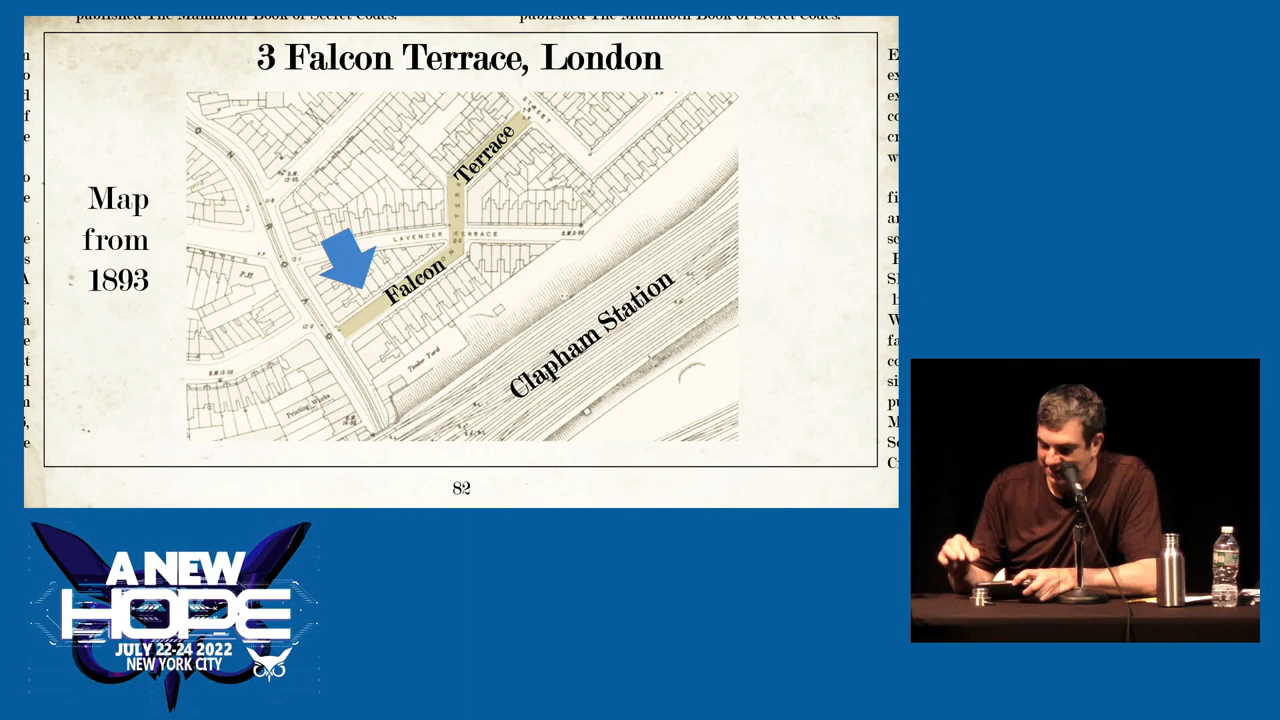 published The Mammoth Book of Secret Codes.
published The Mammoth Book of Secret Codes.
3 Falcon Terrace, London
Map
from
1893
STREET
Terrace
LAVENDER TERRACE
P.H.
Falcon
Clapham Station
Timber Yard
Printing Works
82
A NEW
HOPE
JULY 22-24 2022
NEW YORK CITY